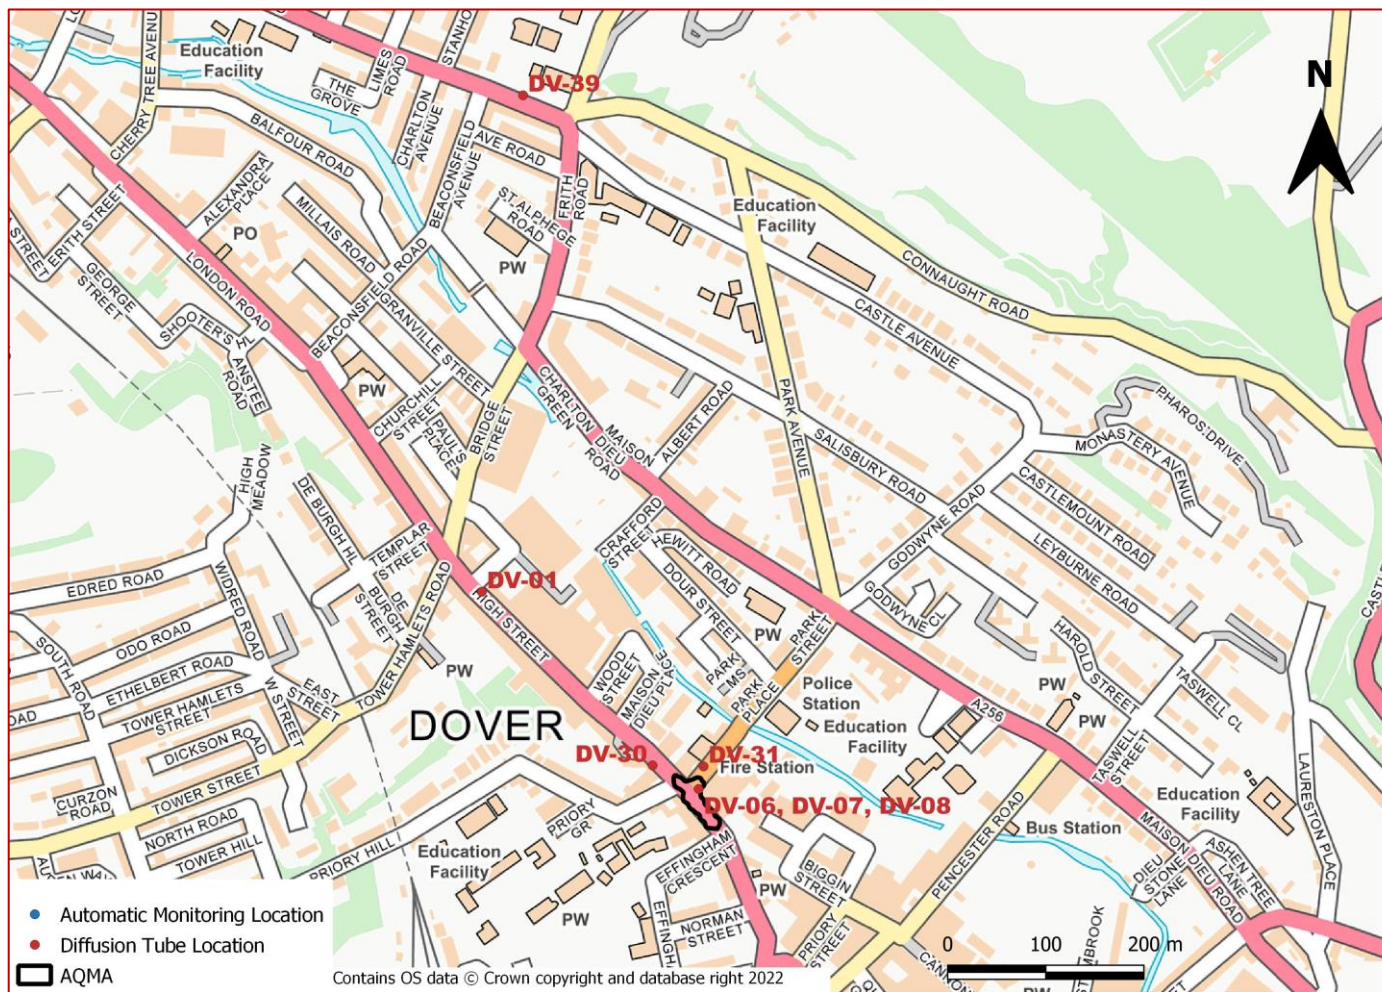 CHERRY TREE AVENUE
Education
Facility
THE
GROVE
LIMES
ROAD
CHARLTON
AVENUE
BEACONSFIELD
AVENUE
DV-39
N
BALFOUR ROAD
AVE ROAD
FRITH
ROAD
ST ALPHEGE
ROAD
PW
Education
Facility
ALEXANDRA
PLACE
PO
MILLAIS ROAD
ERITH STREET
STREET
GEORGE
STREET
SHOOTER'S HL
ANSTEE
ROAD
LONDON ROAD
BEACONSFIELD ROAD
GRANVILLE STREET
PW
CHURCHILL
STREET
PAUL'S
PLACE
BRIDGE
STREET
CHARLTON
GREEN
MAISON
DIEU
ROAD
ALBERT ROAD
PARK AVENUE
CONNAUGHT ROAD
CASTLE AVENUE
SALISBURY ROAD
PHAROS DRIVE
MONASTERY AVENUE
CASTLEMOUNT ROAD
GODWYNE ROAD
LEYBURNE ROAD
GODWYNE CL
HIGH
MEADOW
DE BURGH HL
TEMPLAR
STREET
DE
BURGH
STREET
EDRED ROAD
WIDRED ROAD
ODO ROAD
SOUTH ROAD
ETHELBERT ROAD
TOWER HAMLETS
STREET
W STREET
EAST
STREET
TOWER HAMLETS ROAD
PW
DICKSON ROAD
OAD
CURZON
ROAD
TOWER STREET
NORTH ROAD
TOWER HILL
DV-01
HIGH STREET
CRAFFORD
STREET
HEWITT ROAD
DOUR STREET
PW
WOOD
STREET
MAISON
DIEU PLACE
PARK
MS
PARK
PLACE
PARK
STREET
Police
Station
Education
Facility
DOVER
DV-30
DV-31
Fire Station
DV-06, DV-07, DV-08
HAROLD STREET
PW
PW
TASWELL
STREET
TASWELL CL
A256
LAURESTON PLACE
Education
Facility
PRIORY HILL
PRIORY
GR
Education
Facility
PW
EFFINGHAM
CRESCENT
NORMAN
STREET
PW
BIGGIN
STREET
PRIORY
STREET
PENCESTER ROAD
Bus Station
MAISON DIEU ROAD
DIEU
STONE
LANE
ASHEN TREE
LANE
Automatic Monitoring Location
Diffusion Tube Location
AQMA
Contains OS data © Crown copyright and database right 2022
0 100 200 m